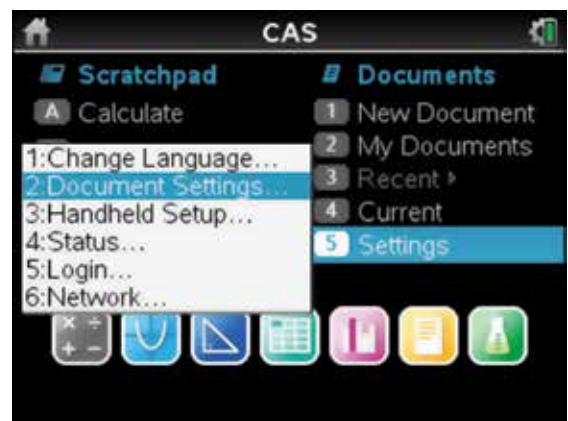 CAS
Scratchpad
A Calculate
Documents
1 New Document
2 My Documents
3 Recent ▸
4 Current
5 Settings
1:Change Language...
2:Document Settings...
3:Handheld Setup...
4:Status...
5:Login...
6:Network...